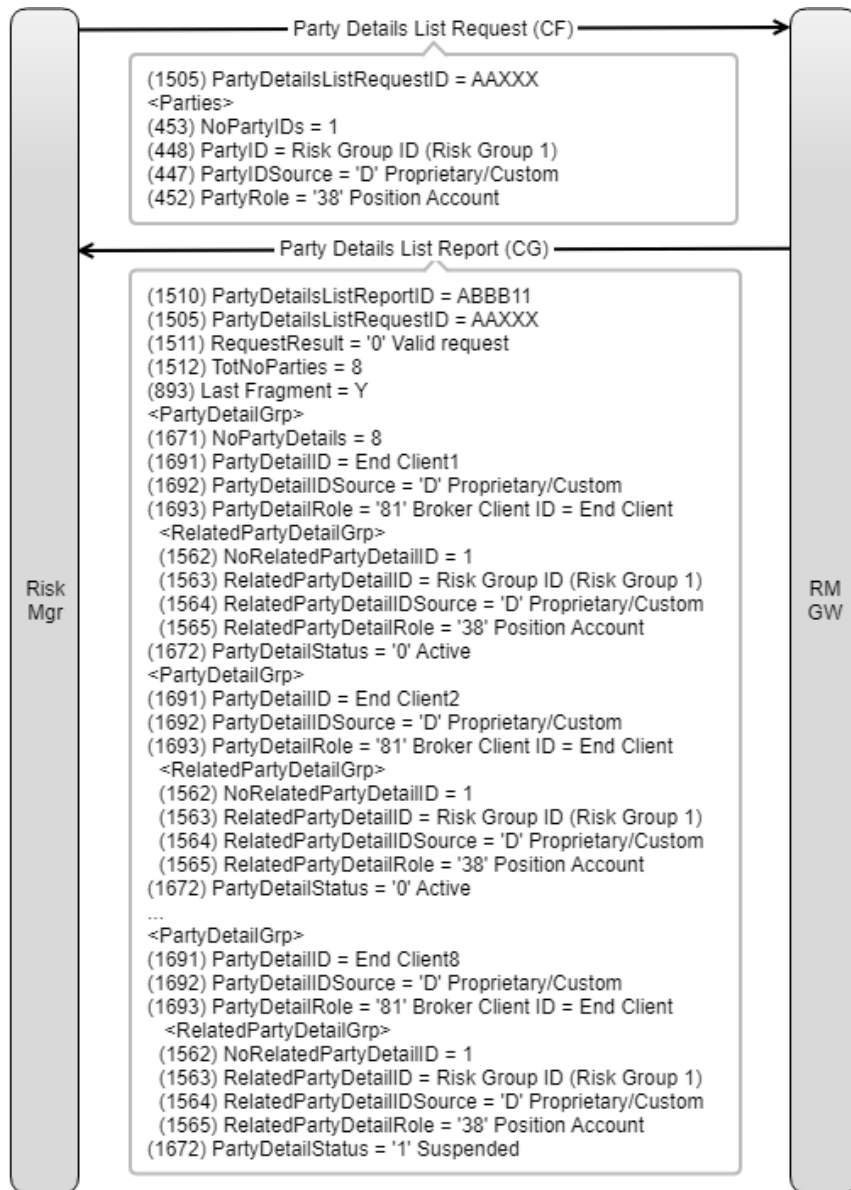 Party Details List Request (CF)
(1505) PartyDetailsListRequestID = AAXXX
<Parties>
(453) NoPartyIDs = 1
(448) PartyID = Risk Group ID (Risk Group 1)
(447) PartyIDSource = 'D' Proprietary/Custom
(452) PartyRole = '38' Position Account
Party Details List Report (CG)
(1510) PartyDetailsListReportID = ABBB11
(1505) PartyDetailsListRequestID = AAXXX
(1511) RequestResult = '0' Valid request
(1512) TotNoParties = 8
(893) Last Fragment = Y
<PartyDetailGrp>
(1671) NoPartyDetails = 8
(1691) PartyDetailID = End Client1
(1692) PartyDetailIDSource = 'D' Proprietary/Custom
(1693) PartyDetailRole = '81' Broker Client ID = End Client
<RelatedPartyDetailGrp>
(1562) NoRelatedPartyDetailID = 1
(1563) RelatedPartyDetailID = Risk Group ID (Risk Group 1)
(1564) RelatedPartyDetailIDSource = 'D' Proprietary/Custom
(1565) RelatedPartyDetailRole = '38' Position Account
(1672) PartyDetailStatus = '0' Active
<PartyDetailGrp>
(1691) PartyDetailID = End Client2
(1692) PartyDetailIDSource = 'D' Proprietary/Custom
(1693) PartyDetailRole = '81' Broker Client ID = End Client
<RelatedPartyDetailGrp>
(1562) NoRelatedPartyDetailID = 1
(1563) RelatedPartyDetailID = Risk Group ID (Risk Group 1)
(1564) RelatedPartyDetailIDSource = 'D' Proprietary/Custom
(1565) RelatedPartyDetailRole = '38' Position Account
(1672) PartyDetailStatus = '0' Active
...
<PartyDetailGrp>
(1691) PartyDetailID = End Client8
(1692) PartyDetailIDSource = 'D' Proprietary/Custom
(1693) PartyDetailRole = '81' Broker Client ID = End Client
<RelatedPartyDetailGrp>
(1562) NoRelatedPartyDetailID = 1
(1563) RelatedPartyDetailID = Risk Group ID (Risk Group 1)
(1564) RelatedPartyDetailIDSource = 'D' Proprietary/Custom
(1565) RelatedPartyDetailRole = '38' Position Account
(1672) PartyDetailStatus = '1' Suspended
Risk
Mgr
RM
GW